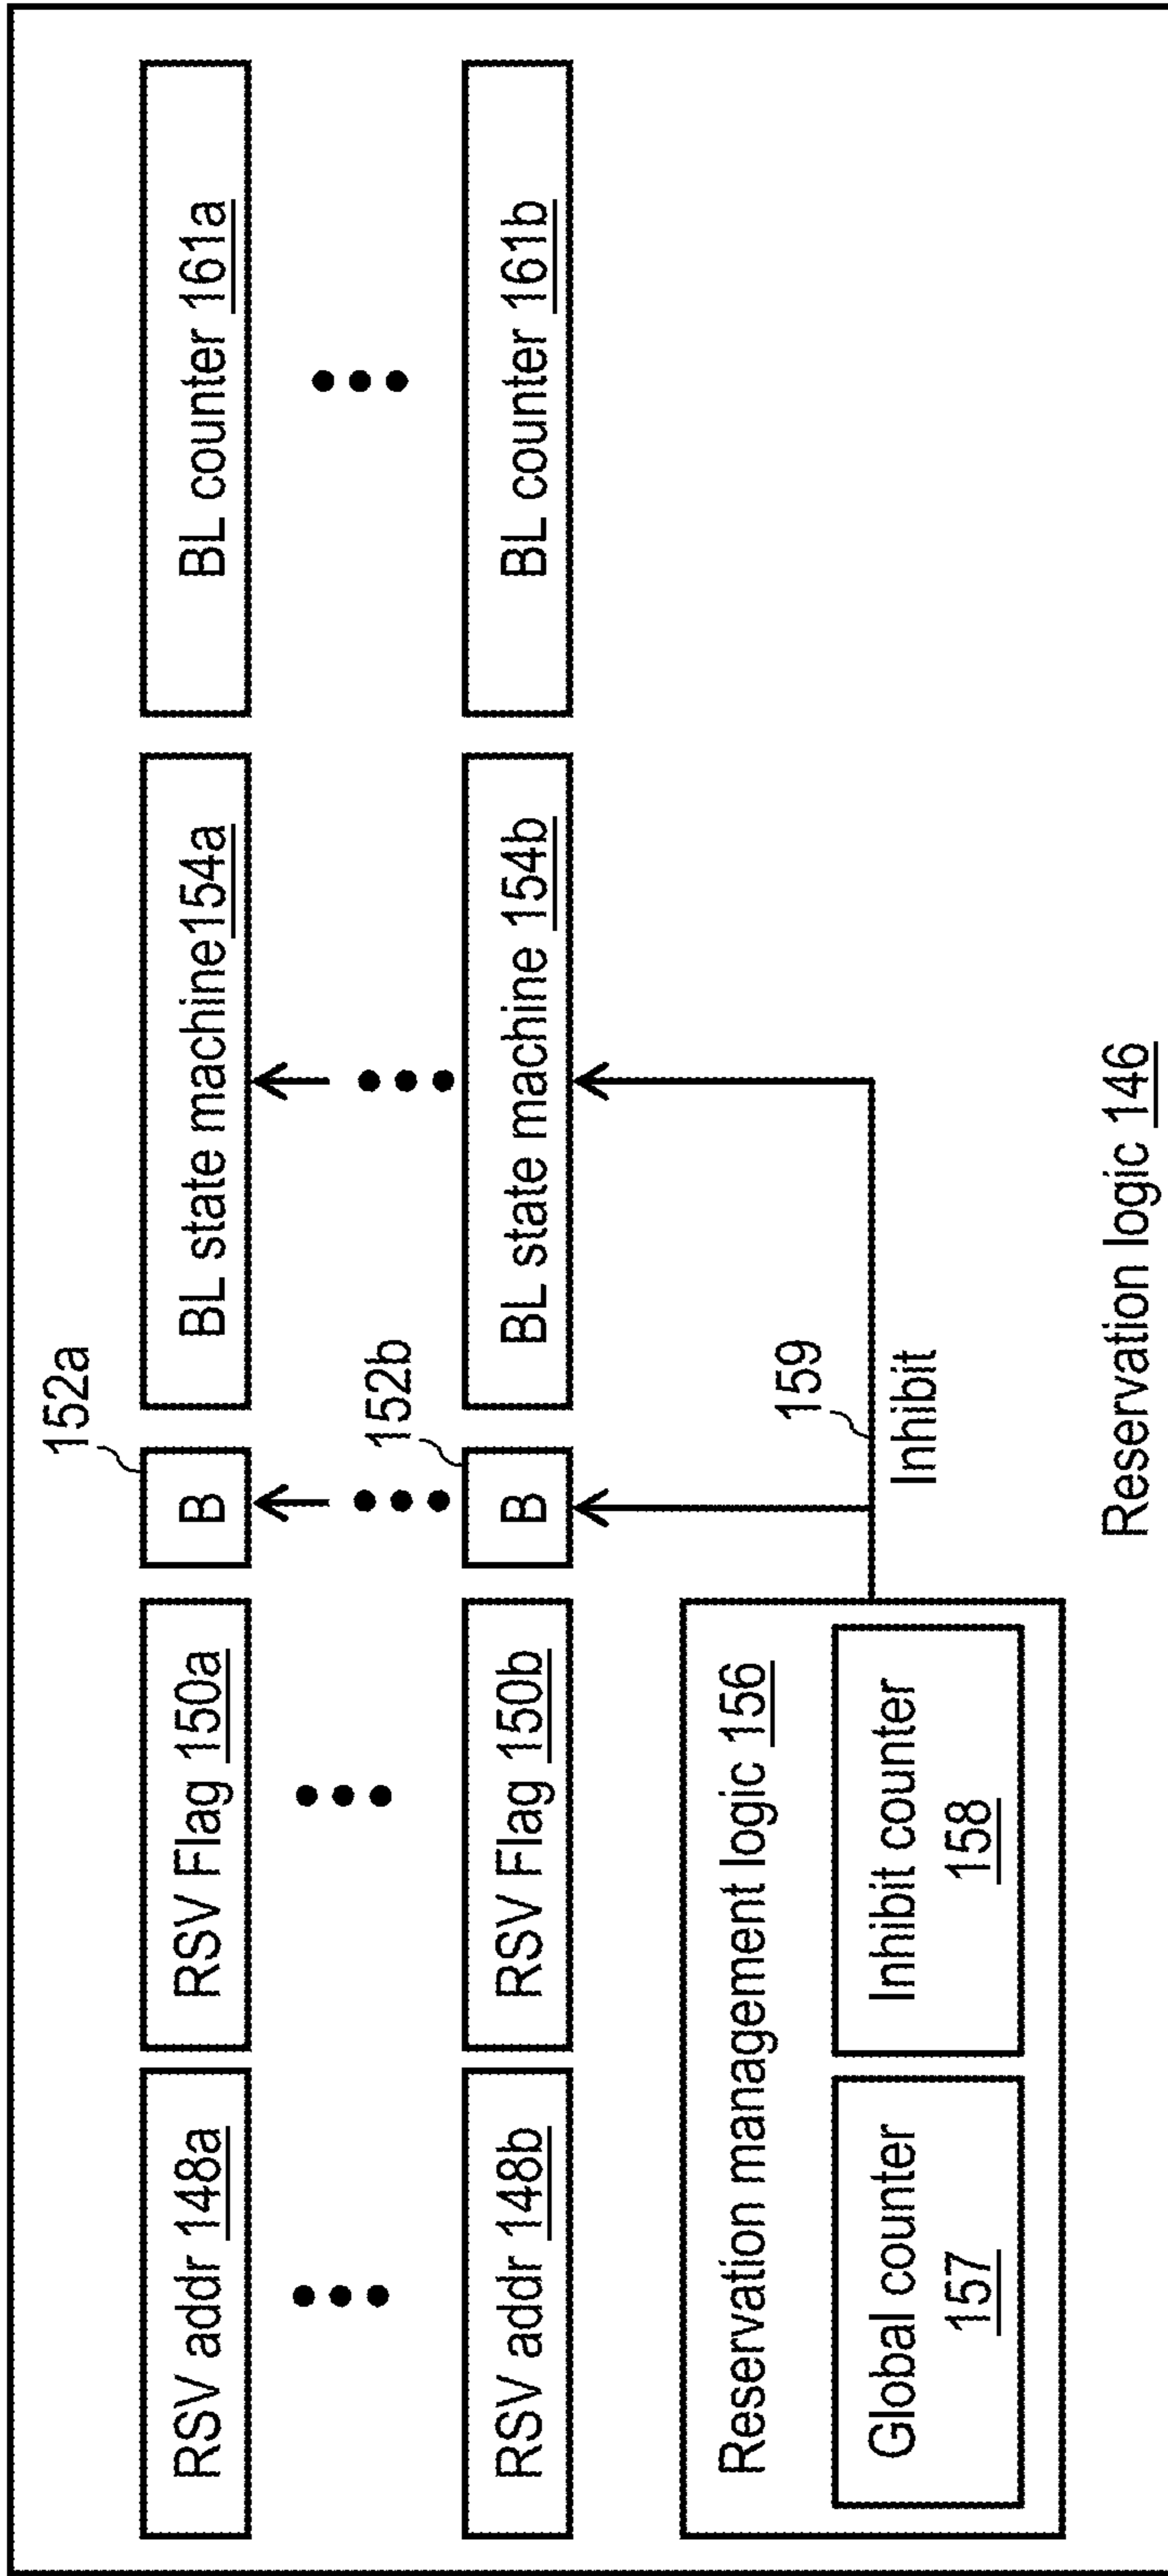 152a
RSV addr 148a
RSV Flag 150a
B
BL state machine154a
BL counter 161a
152b
RSV addr 148b
RSV Flag 150b
B
BL state machine 154b
BL counter 161b
Reservation management logic 156
159
Inhibit
Global counter
157
Inhibit counter
158
Reservation logic 146